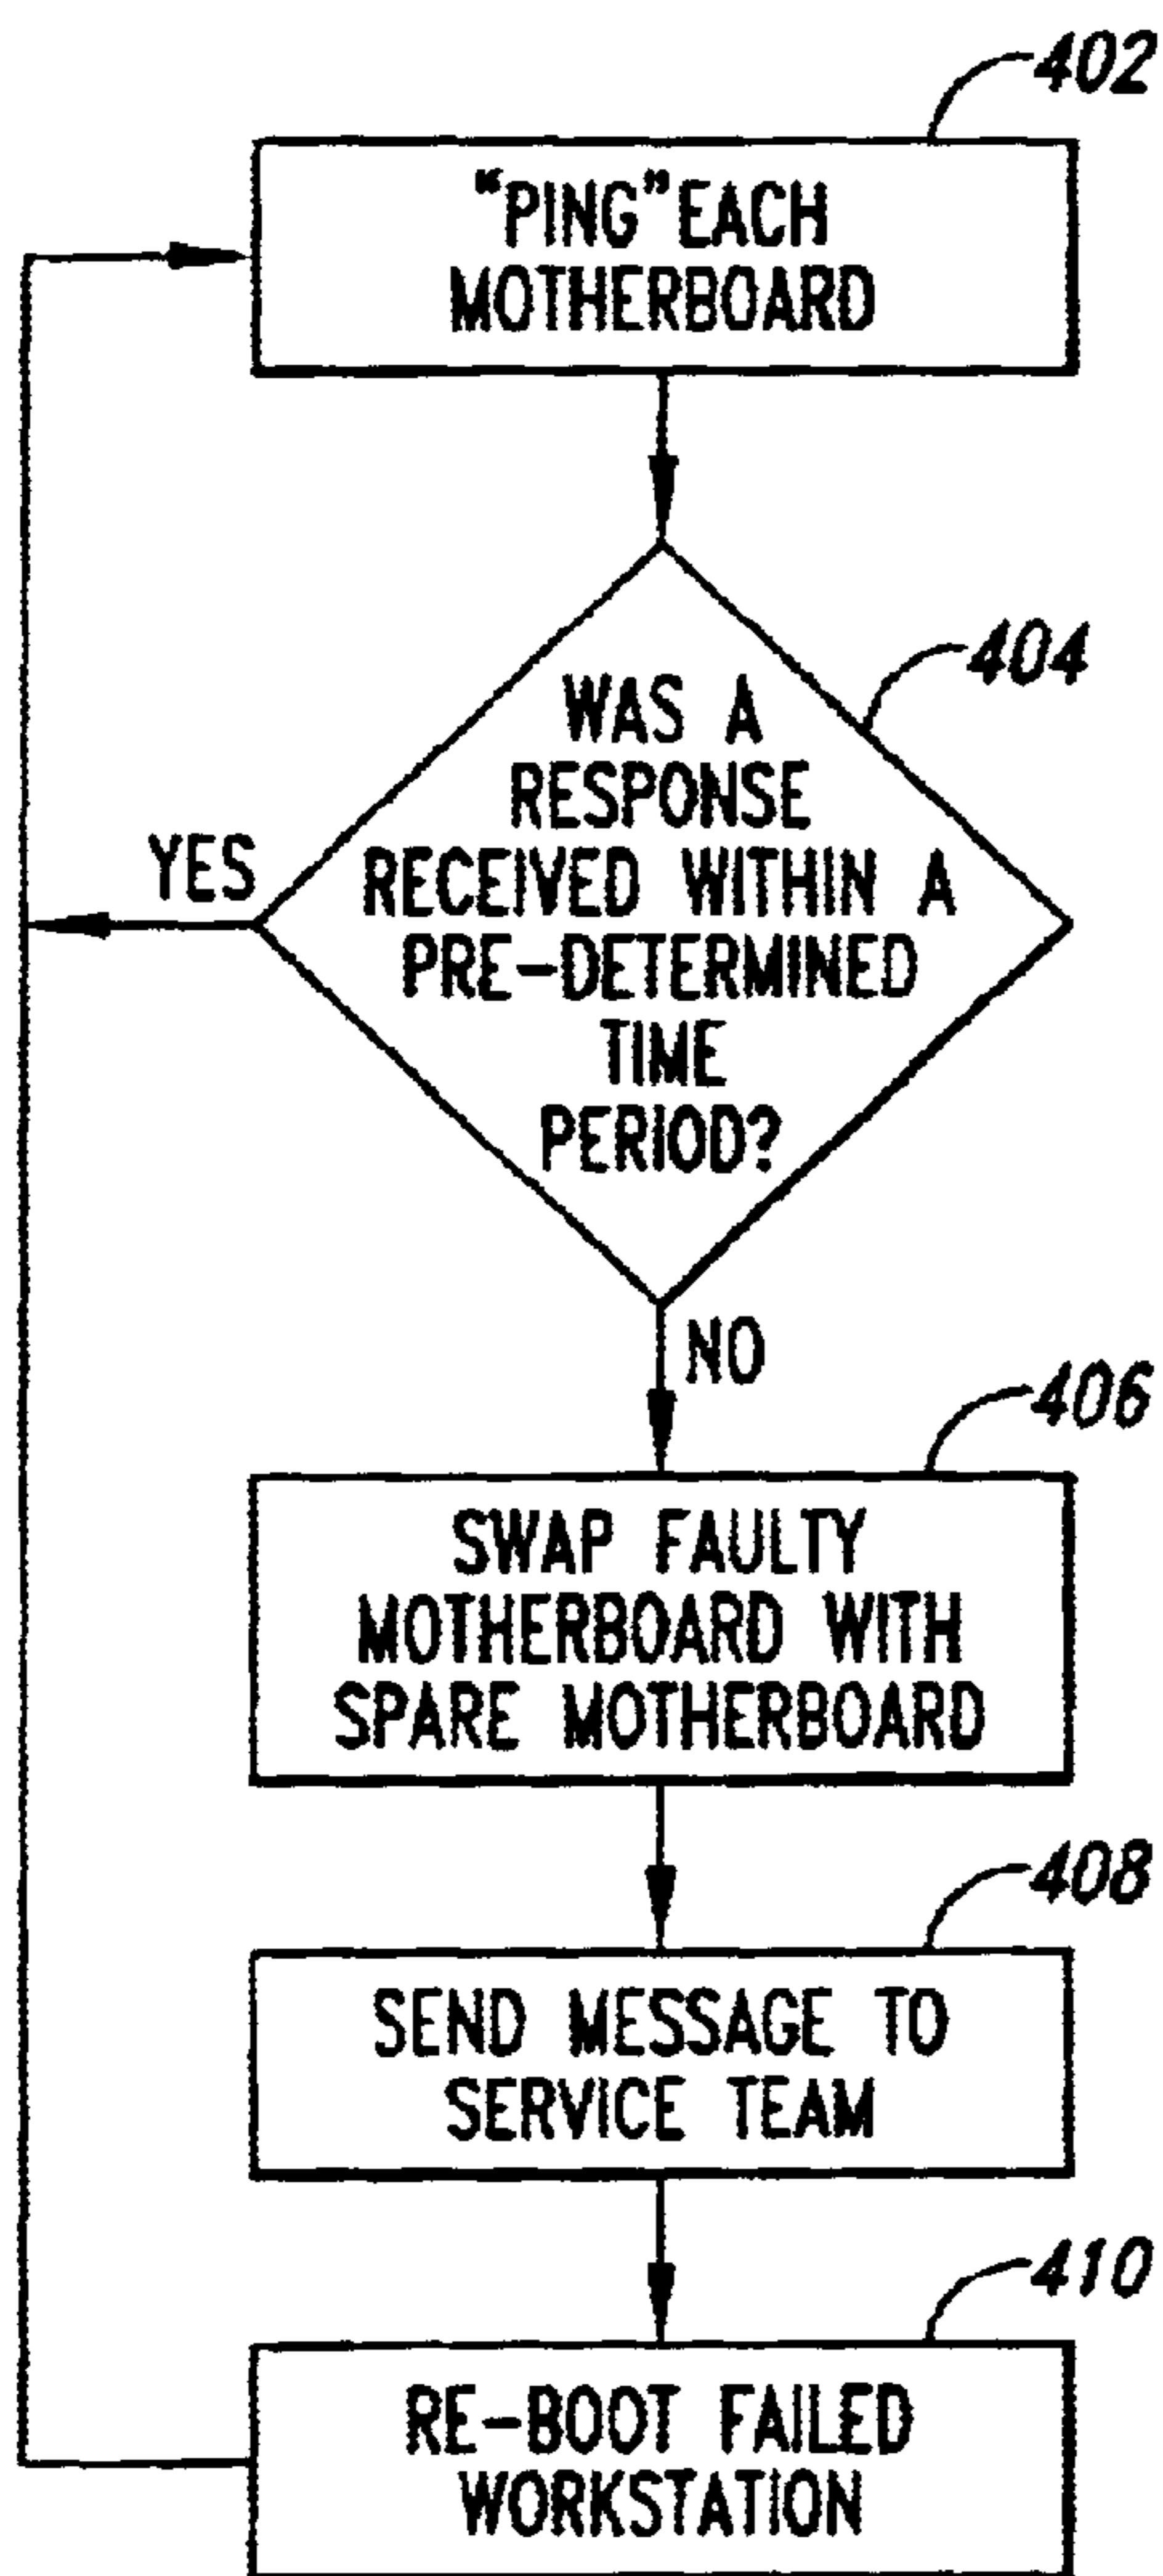 402
“PING” EACH
MOTHERBOARD
404
WAS A
RESPONSE
RECEIVED WITHIN A
PRE-DETERMINED
TIME
PERIOD?
YES
NO
406
SWAP FAULTY
MOTHERBOARD WITH
SPARE MOTHERBOARD
408
SEND MESSAGE TO
SERVICE TEAM
410
RE-BOOT FAILED
WORKSTATION